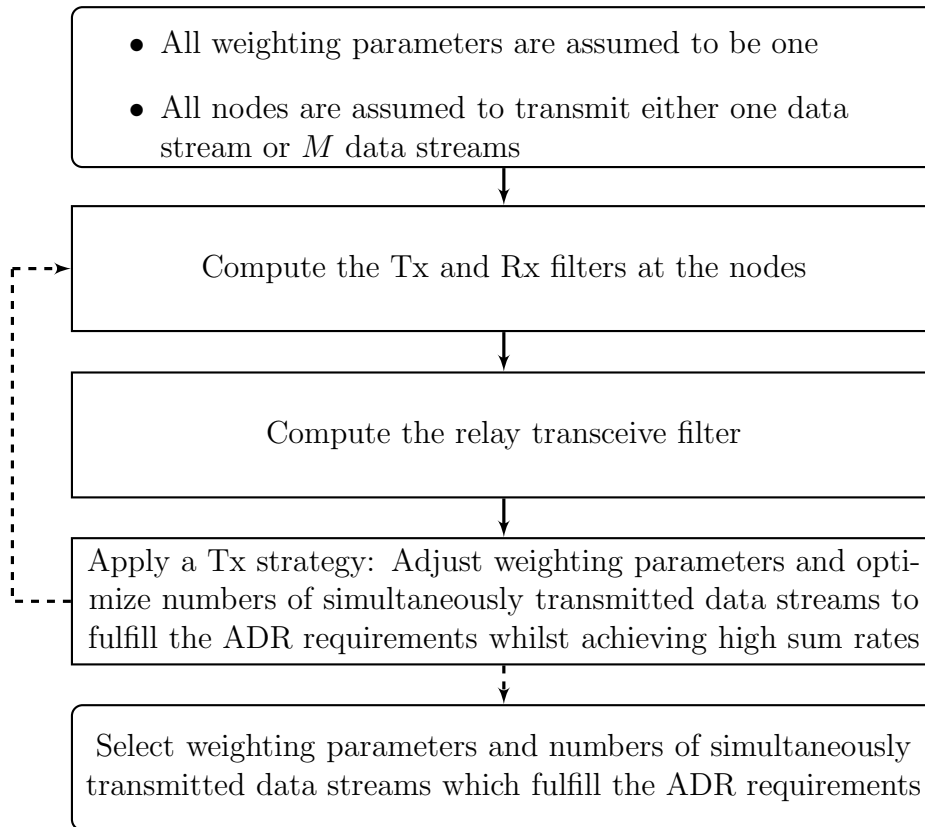 • All weighting parameters are assumed to be one
• All nodes are assumed to transmit either one data
stream or M data streams
Compute the Tx and Rx filters at the nodes
Compute the relay transceive filter
Apply a Tx strategy: Adjust weighting parameters and opti-
mize numbers of simultaneously transmitted data streams to
fulfill the ADR requirements whilst achieving high sum rates
Select weighting parameters and numbers of simultaneously
transmitted data streams which fulfill the ADR requirements